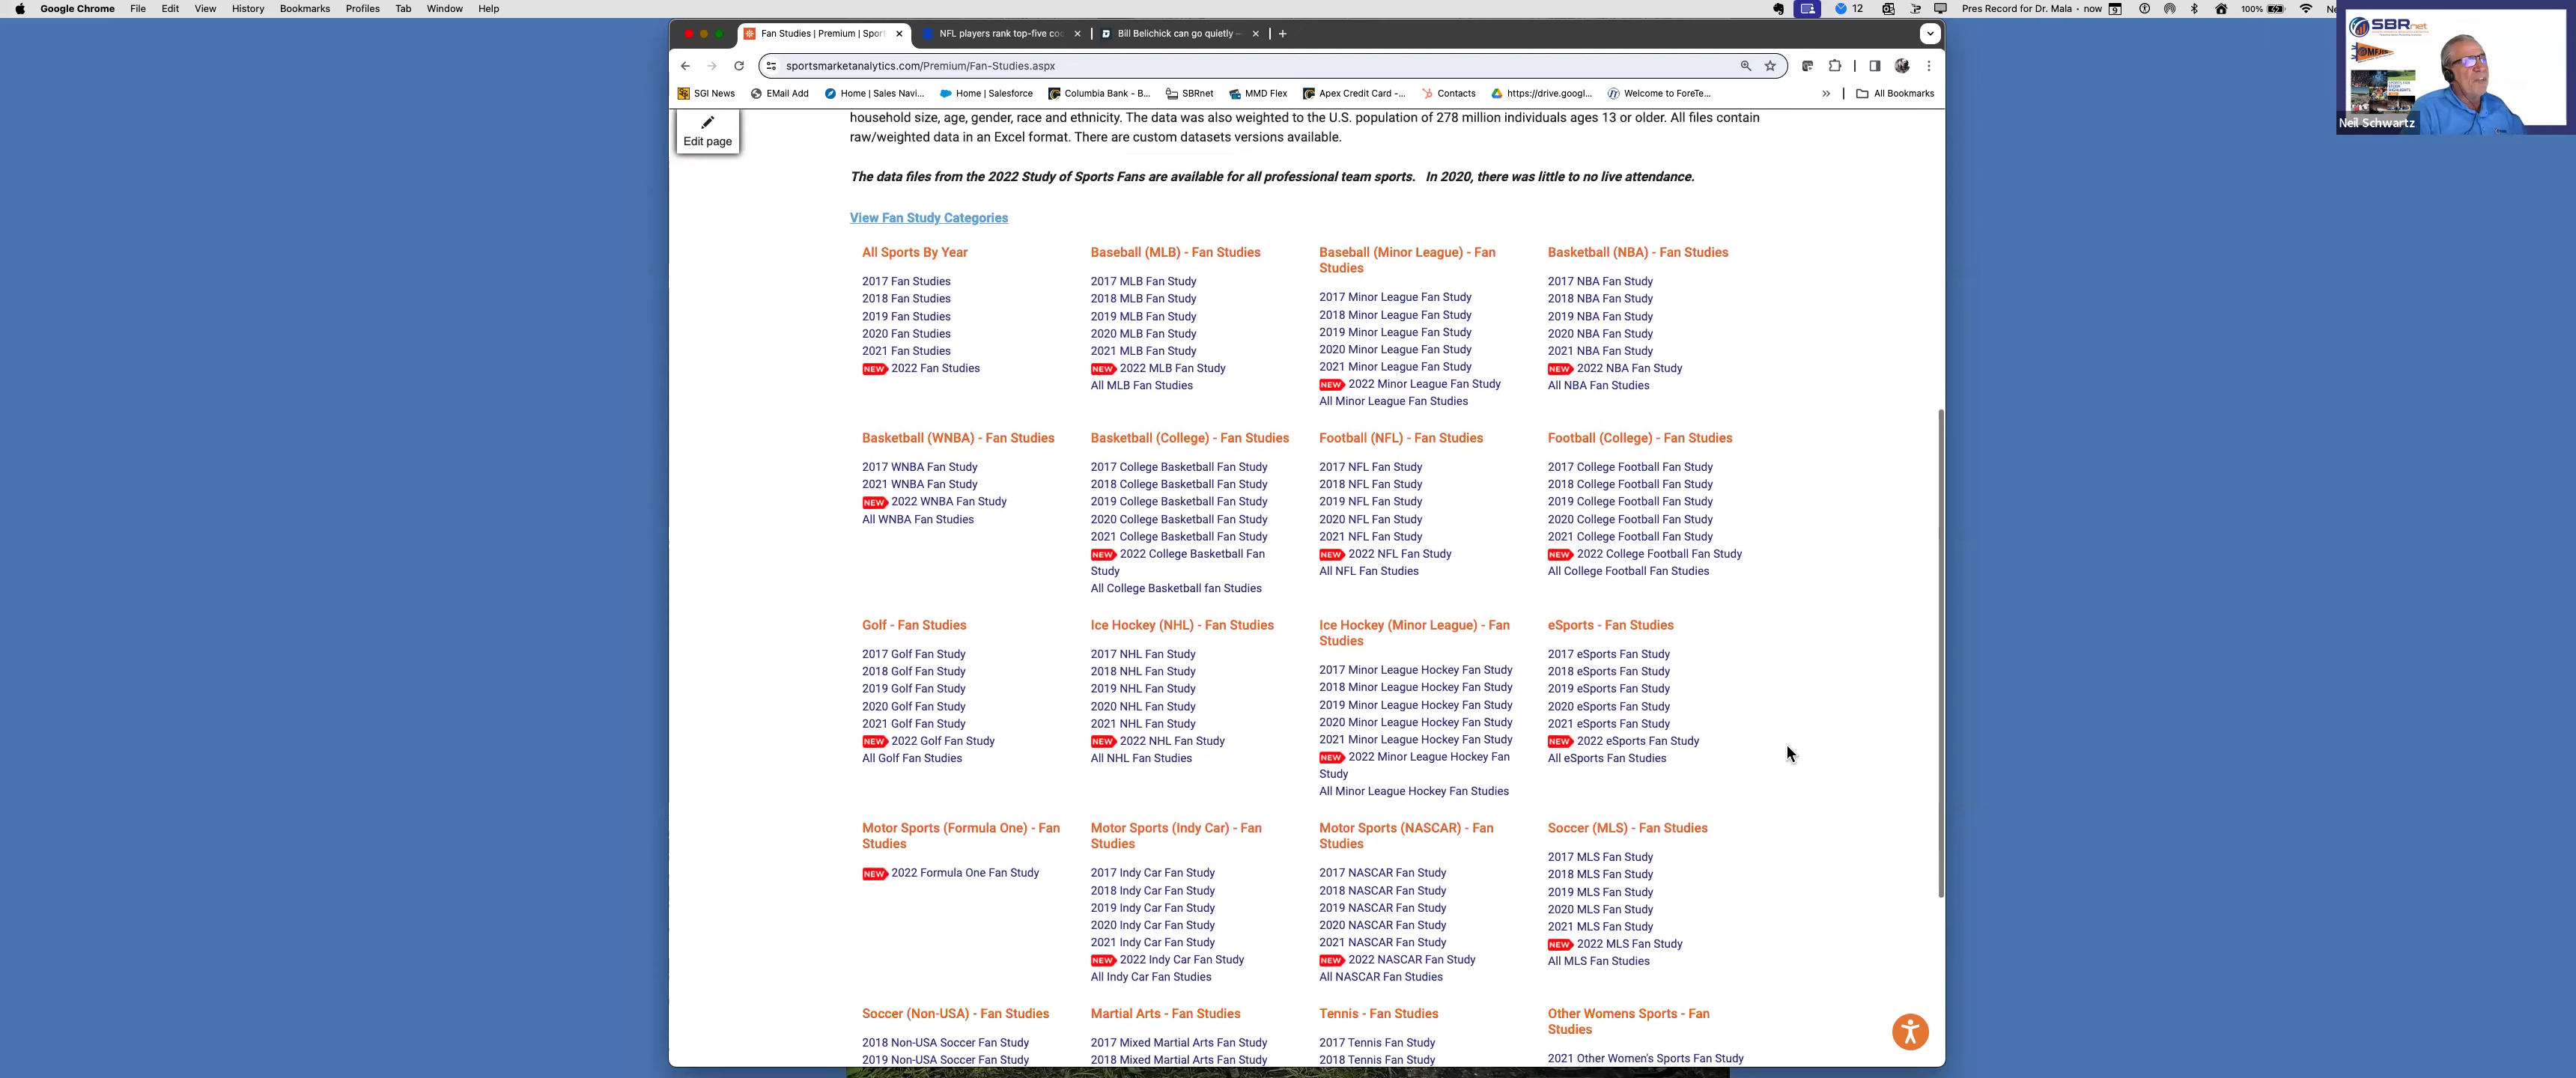 Google Chrome File Edit View History Bookmarks Profiles Tab Window Help
12
Pres Record for Dr. Mala · now
9
100%
Fan Studies | Premium | Sport
NFL players rank top-five coa
Bill Belichick can go quietly –
sportsmarketanalytics.com/Premium/Fan-Studies.aspx
SGI News EMail Add Home | Sales Navi... Home | Salesforce Columbia Bank - B... SBRnet MMD Flex Apex Credit Card -... Contacts https://drive.googl... Welcome to ForeTe... All Bookmarks
SBRnet
Neil Schwartz
Edit page
household size, age, gender, race and ethnicity. The data was also weighted to the U.S. population of 278 million individuals ages 13 or older. All files contain
raw/weighted data in an Excel format. There are custom datasets versions available.
The data files from the 2022 Study of Sports Fans are available for all professional team sports. In 2020, there was little to no live attendance.
View Fan Study Categories
All Sports By Year
2017 Fan Studies
2018 Fan Studies
2019 Fan Studies
2020 Fan Studies
2021 Fan Studies
NEW 2022 Fan Studies
Baseball (MLB) - Fan Studies
2017 MLB Fan Study
2018 MLB Fan Study
2019 MLB Fan Study
2020 MLB Fan Study
2021 MLB Fan Study
NEW 2022 MLB Fan Study
All MLB Fan Studies
Baseball (Minor League) - Fan
Studies
2017 Minor League Fan Study
2018 Minor League Fan Study
2019 Minor League Fan Study
2020 Minor League Fan Study
2021 Minor League Fan Study
NEW 2022 Minor League Fan Study
All Minor League Fan Studies
Basketball (NBA) - Fan Studies
2017 NBA Fan Study
2018 NBA Fan Study
2019 NBA Fan Study
2020 NBA Fan Study
2021 NBA Fan Study
NEW 2022 NBA Fan Study
All NBA Fan Studies
Basketball (WNBA) - Fan Studies
2017 WNBA Fan Study
2021 WNBA Fan Study
NEW 2022 WNBA Fan Study
All WNBA Fan Studies
Basketball (College) - Fan Studies
2017 College Basketball Fan Study
2018 College Basketball Fan Study
2019 College Basketball Fan Study
2020 College Basketball Fan Study
2021 College Basketball Fan Study
NEW 2022 College Basketball Fan
Study
All College Basketball fan Studies
Football (NFL) - Fan Studies
2017 NFL Fan Study
2018 NFL Fan Study
2019 NFL Fan Study
2020 NFL Fan Study
2021 NFL Fan Study
NEW 2022 NFL Fan Study
All NFL Fan Studies
Football (College) - Fan Studies
2017 College Football Fan Study
2018 College Football Fan Study
2019 College Football Fan Study
2020 College Football Fan Study
2021 College Football Fan Study
NEW 2022 College Football Fan Study
All College Football Fan Studies
Golf - Fan Studies
2017 Golf Fan Study
2018 Golf Fan Study
2019 Golf Fan Study
2020 Golf Fan Study
2021 Golf Fan Study
NEW 2022 Golf Fan Study
All Golf Fan Studies
Ice Hockey (NHL) - Fan Studies
2017 NHL Fan Study
2018 NHL Fan Study
2019 NHL Fan Study
2020 NHL Fan Study
2021 NHL Fan Study
NEW 2022 NHL Fan Study
All NHL Fan Studies
Ice Hockey (Minor League) - Fan
Studies
2017 Minor League Hockey Fan Study
2018 Minor League Hockey Fan Study
2019 Minor League Hockey Fan Study
2020 Minor League Hockey Fan Study
2021 Minor League Hockey Fan Study
NEW 2022 Minor League Hockey Fan
Study
All Minor League Hockey Fan Studies
eSports - Fan Studies
2017 eSports Fan Study
2018 eSports Fan Study
2019 eSports Fan Study
2020 eSports Fan Study
2021 eSports Fan Study
NEW 2022 eSports Fan Study
All eSports Fan Studies
Motor Sports (Formula One) - Fan
Studies
NEW 2022 Formula One Fan Study
Motor Sports (Indy Car) - Fan
Studies
2017 Indy Car Fan Study
2018 Indy Car Fan Study
2019 Indy Car Fan Study
2020 Indy Car Fan Study
2021 Indy Car Fan Study
NEW 2022 Indy Car Fan Study
All Indy Car Fan Studies
Motor Sports (NASCAR) - Fan
Studies
2017 NASCAR Fan Study
2018 NASCAR Fan Study
2019 NASCAR Fan Study
2020 NASCAR Fan Study
2021 NASCAR Fan Study
NEW 2022 NASCAR Fan Study
All NASCAR Fan Studies
Soccer (MLS) - Fan Studies
2017 MLS Fan Study
2018 MLS Fan Study
2019 MLS Fan Study
2020 MLS Fan Study
2021 MLS Fan Study
NEW 2022 MLS Fan Study
All MLS Fan Studies
Soccer (Non-USA) - Fan Studies
2018 Non-USA Soccer Fan Study
2019 Non-USA Soccer Fan Study
Martial Arts - Fan Studies
2017 Mixed Martial Arts Fan Study
2018 Mixed Martial Arts Fan Study
Tennis - Fan Studies
2017 Tennis Fan Study
2018 Tennis Fan Study
Other Womens Sports - Fan
Studies
2021 Other Women's Sports Fan Study